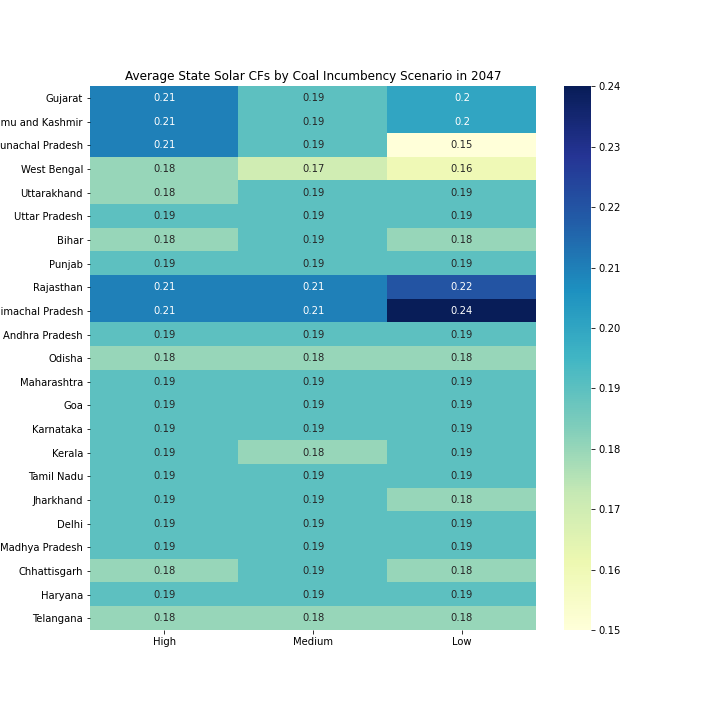 Average State Solar CFs by Coal Incumbency Scenario in 2047
Gujarat 0.21 0.19 0.2
mu and Kashmir 0.21 0.19 0.2
unachal Pradesh 0.21 0.19 0.15
West Bengal 0.18 0.17 0.16
Uttarakhand 0.18 0.19 0.19
Uttar Pradesh 0.19 0.19 0.19
Bihar 0.18 0.19 0.18
Punjab 0.19 0.19 0.19
Rajasthan 0.21 0.21 0.22
imachal Pradesh 0.21 0.21 0.24
Andhra Pradesh 0.19 0.19 0.19
Odisha 0.18 0.18 0.18
Maharashtra 0.19 0.19 0.19
Goa 0.19 0.19 0.19
Karnataka 0.19 0.19 0.19
Kerala 0.19 0.18 0.19
Tamil Nadu 0.19 0.19 0.19
Jharkhand 0.19 0.19 0.18
Delhi 0.19 0.19 0.19
Madhya Pradesh 0.19 0.19 0.19
Chhattisgarh 0.18 0.19 0.18
Haryana 0.19 0.19 0.19
Telangana 0.18 0.18 0.18
High Medium Low
0.24
0.23
0.22
0.21
0.20
0.19
0.18
0.17
0.16
0.15